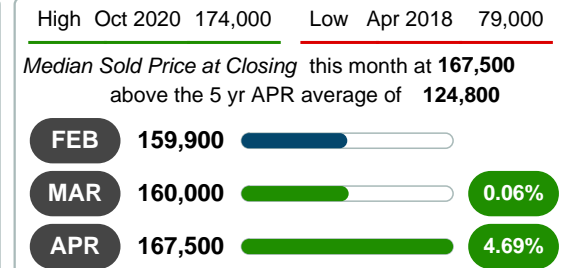 High Oct 2020 174,000 Low Apr 2018 79,000
Median Sold Price at Closing this month at 167,500
above the 5 yr APR average of 124,800
FEB 159,900
MAR 160,000 0.06%
APR 167,500 4.69%